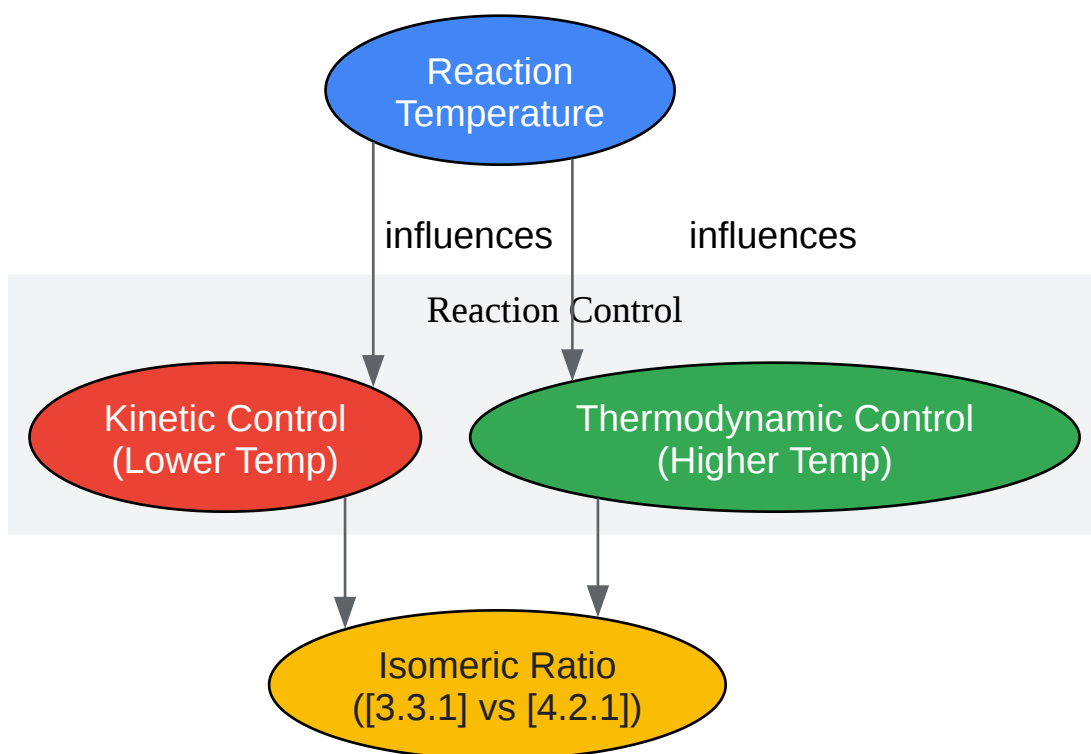 Reaction
Temperature
influences
influences
Reaction Control
Kinetic Control
(Lower Temp)
Thermodynamic Control
(Higher Temp)
Isomeric Ratio
([3.3.1] vs [4.2.1])